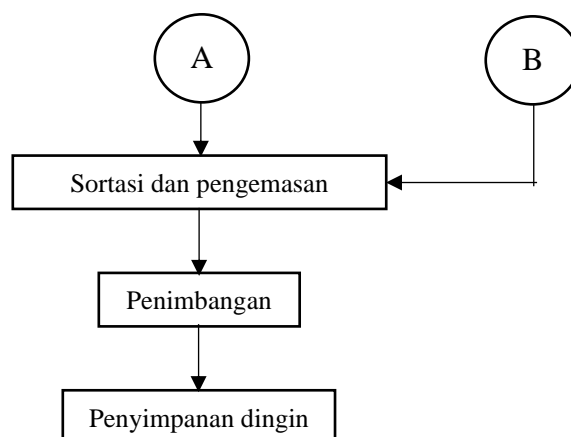 A
B
Sortasi dan pengemasan
Penimbangan
Penyimpanan dingin